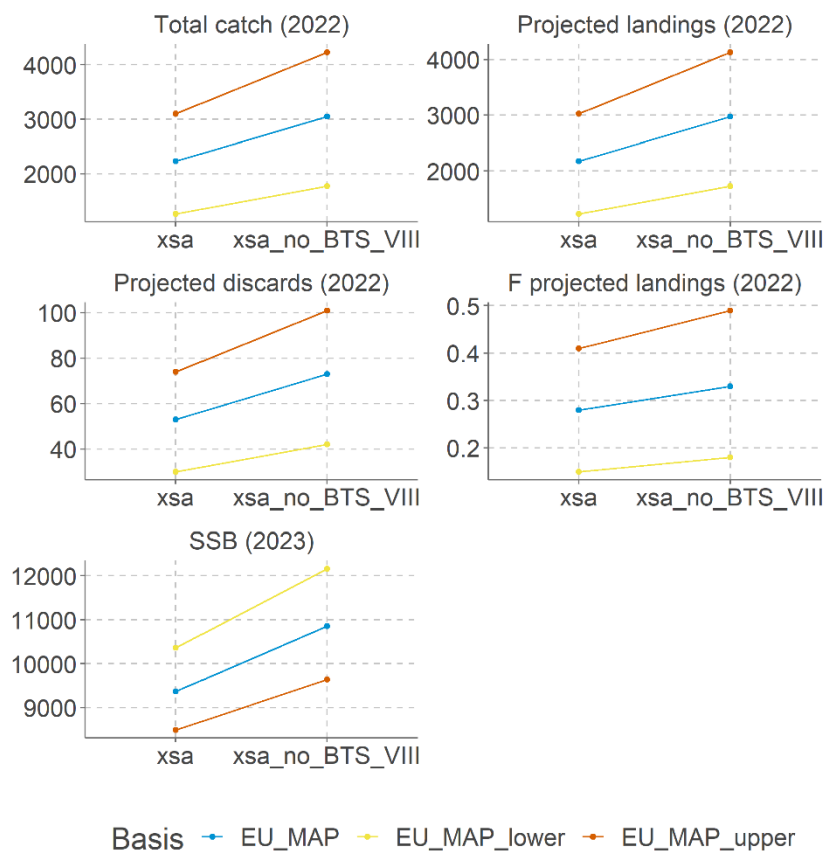 Total catch (2022)
4000
3000
2000
xsa
xsa_no_BTS_VIII
Projected landings (2022)
4000
3000
2000
xsa
xsa_no_BTS_VIII
Projected discards (2022)
100
80
60
40
xsa
xsa_no_BTS_VIII
F projected landings (2022)
0.5
0.4
0.3
0.2
xsa
xsa_no_BTS_VIII
SSB (2023)
12000
11000
10000
9000
xsa
xsa_no_BTS_VIII
Basis EU_MAP EU_MAP_lower EU_MAP_upper